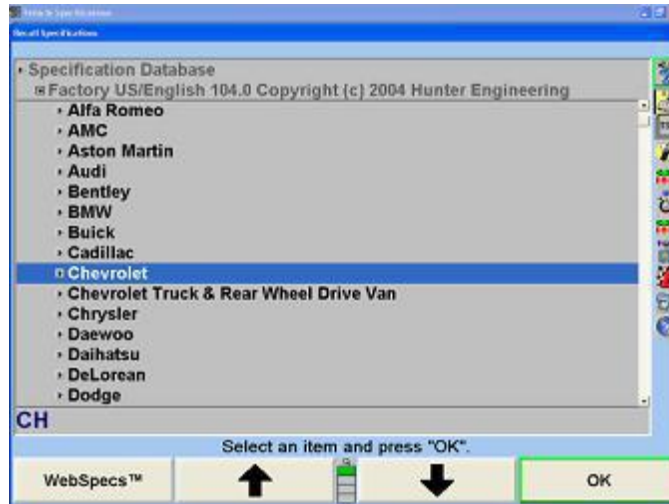 Vehicle Specifications
Recall Specifications
Specification Database
Factory US/English 104.0 Copyright (c) 2004 Hunter Engineering
Alfa Romeo
AMC
Aston Martin
Audi
Bentley
BMW
Buick
Cadillac
Chevrolet
Chevrolet Truck & Rear Wheel Drive Van
Chrysler
Daewoo
Daihatsu
DeLorean
Dodge
CH
Select an item and press "OK".
WebSpecs™
OK